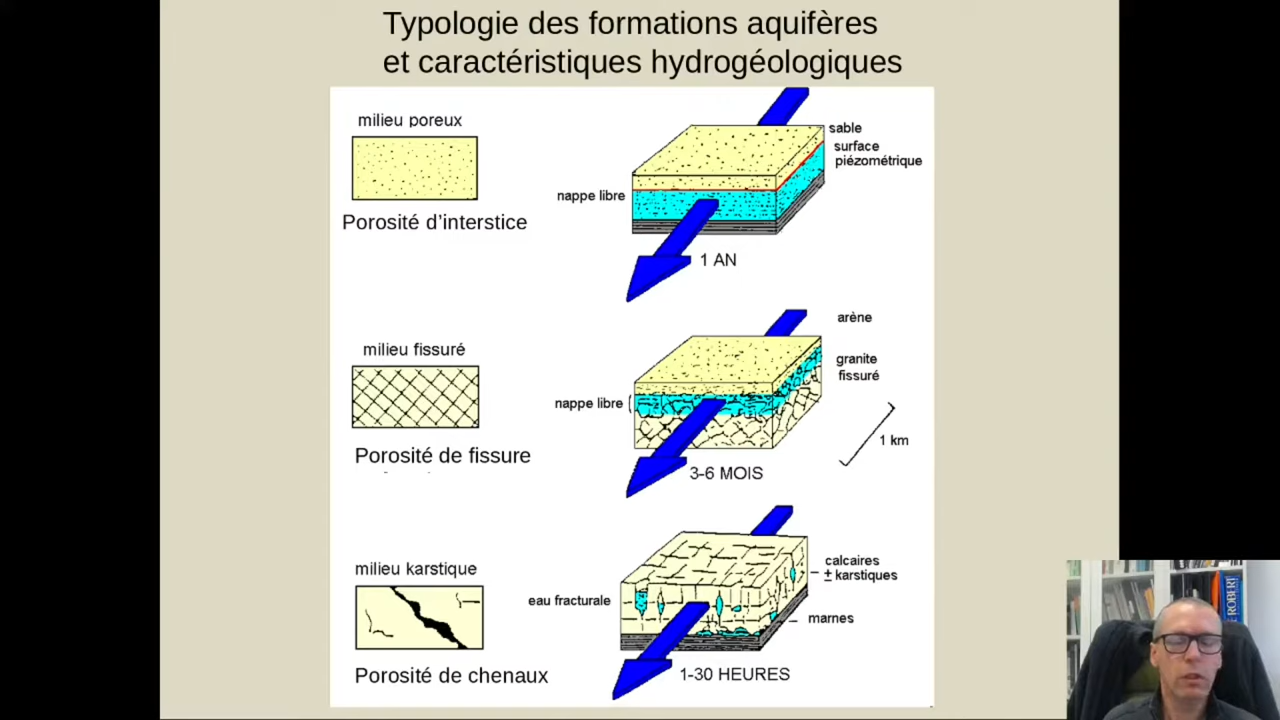 Typologie des formations aquifères
et caractéristiques hydrogéologiques
milieu poreux
Porosité d'interstice
sable
surface
piézométrique
nappe libre
1 AN
milieu fissuré
Porosité de fissure
arène
granite
fissuré
nappe libre
1 km
3-6 MOIS
milieu karstique
Porosité de chenaux
calcaires
± karstiques
eau fracturale
marnes
1-30 HEURES
ROBERT